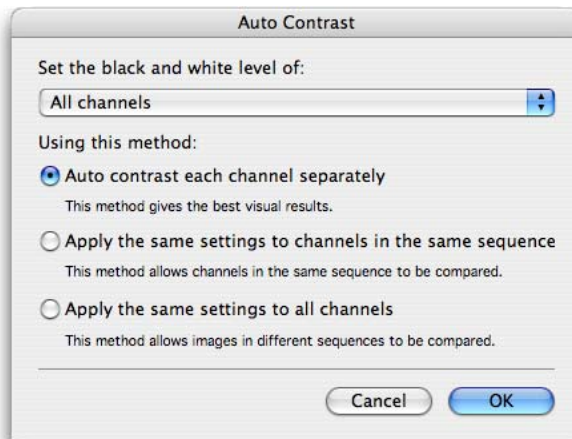 Auto Contrast
Set the black and white level of:
All channels
Using this method:
Auto contrast each channel separately
This method gives the best visual results.
Apply the same settings to channels in the same sequence
This method allows channels in the same sequence to be compared.
Apply the same settings to all channels
This method allows images in different sequences to be compared.
Cancel OK